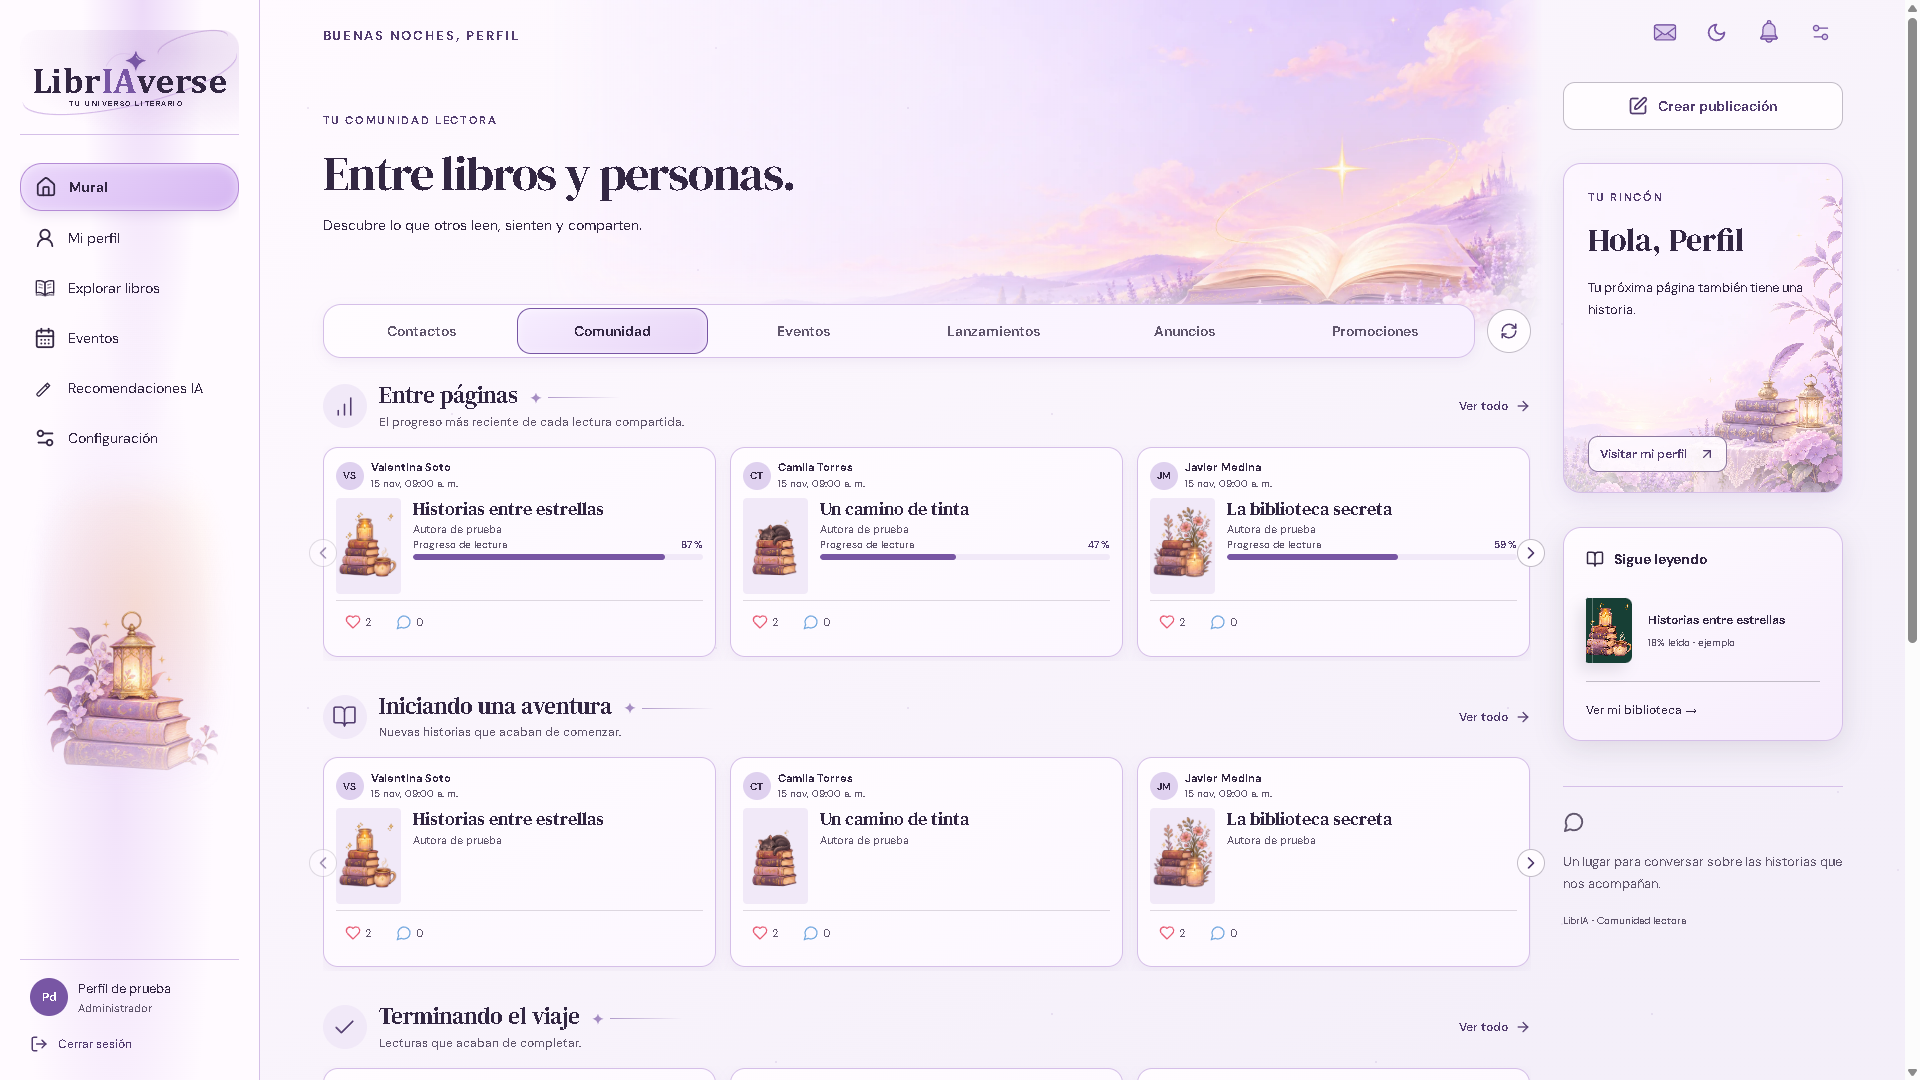 LibrIAverse
TU UNIVERSO LITERARIO
Mural
Mi perfil
Explorar libros
Eventos
Recomendaciones IA
Configuración
Pd
Perfil de prueba
Administrador
Cerrar sesión
BUENAS NOCHES, PERFIL
TU COMUNIDAD LECTORA
Entre libros y personas.
Descubre lo que otros leen, sienten y comparten.
Contactos
Comunidad
Eventos
Lanzamientos
Anuncios
Promociones
Entre páginas
El progreso más reciente de cada lectura compartida.
Ver todo
VS
Valentina Soto
15 nov, 09:00 a. m.
Historias entre estrellas
Autora de prueba
Progreso de lectura 87%
2 0
CT
Camila Torres
15 nov, 09:00 a. m.
Un camino de tinta
Autora de prueba
Progreso de lectura 47%
2 0
JM
Javier Medina
15 nov, 09:00 a. m.
La biblioteca secreta
Autora de prueba
Progreso de lectura 59%
2 0
Iniciando una aventura
Nuevas historias que acaban de comenzar.
Ver todo
VS
Valentina Soto
15 nov, 09:00 a. m.
Historias entre estrellas
Autora de prueba
2 0
CT
Camila Torres
15 nov, 09:00 a. m.
Un camino de tinta
Autora de prueba
2 0
JM
Javier Medina
15 nov, 09:00 a. m.
La biblioteca secreta
Autora de prueba
2 0
Terminando el viaje
Lecturas que acaban de completar.
Ver todo
Crear publicación
TU RINCÓN
Hola, Perfil
Tu próxima página también tiene una
historia.
Visitar mi perfil
Sigue leyendo
Historias entre estrellas
18% leído · ejemplo
Ver mi biblioteca →
Un lugar para conversar sobre las historias que
nos acompañan.
LibrIA · Comunidad lectora